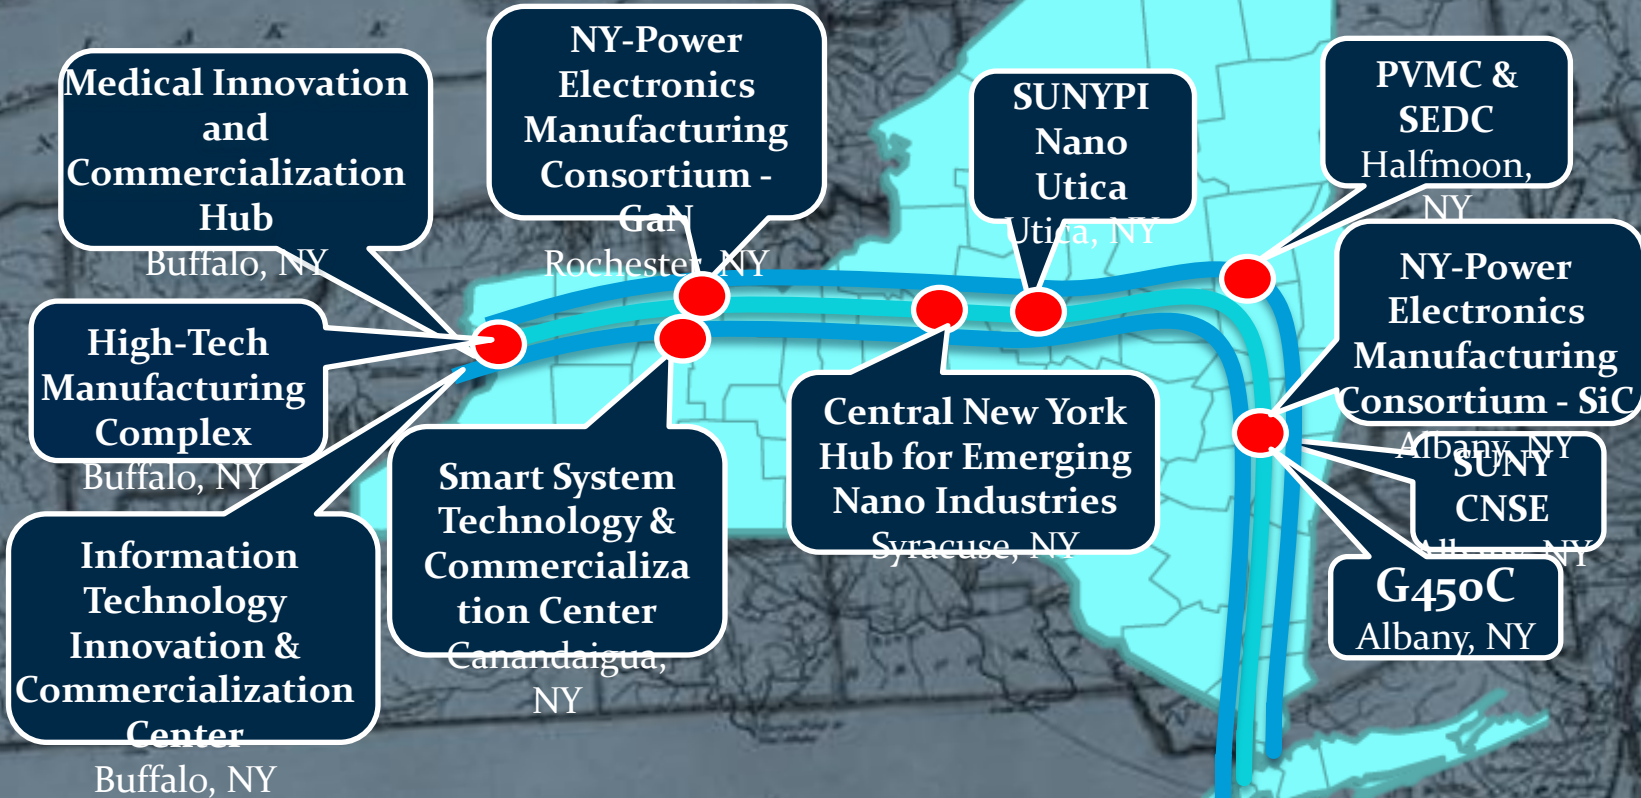 Medical Innovation
and
Commercialization
Hub
Buffalo, NY
NY-Power
Electronics
Manufacturing
Consortium -
GaN
Rochester, NY
SUNYPI
Nano
Utica
Utica, NY
PVMC &
SEDC
Halfmoon,
NY
High-Tech
Manufacturing
Complex
Buffalo, NY
NY-Power
Electronics
Manufacturing
Consortium - SiC
Albany, NY
Smart System
Technology &
Commercializa
tion Center
Canandaigua,
NY
Central New York
Hub for Emerging
Nano Industries
Syracuse, NY
SUNY
CNSE
Albany, NY
Information
Technology
Innovation &
Commercialization
Center
Buffalo, NY
G450C
Albany, NY